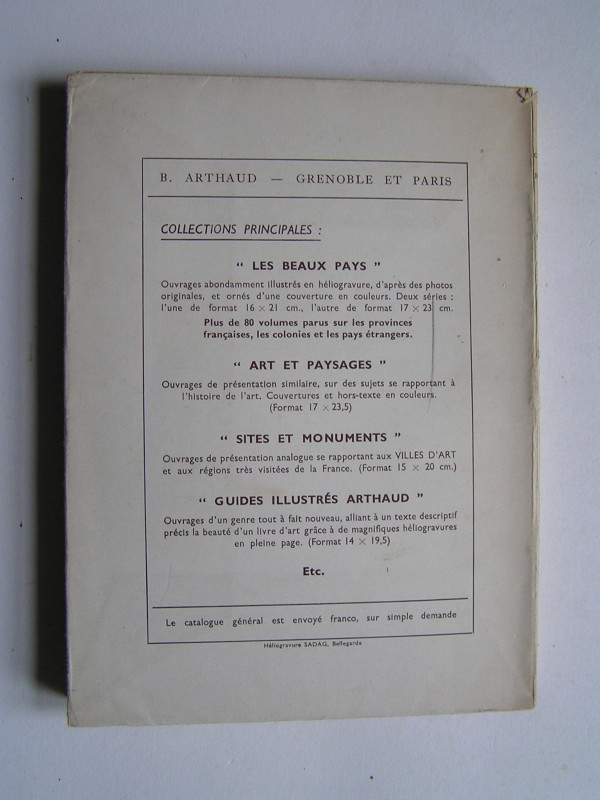 B. ARTHAUD — GRENOBLE ET PARIS
COLLECTIONS PRINCIPALES :
“ LES BEAUX PAYS ”
Ouvrages abondamment illustrés en héliogravure, d'après des photos
originales, et ornés d'une couverture en couleurs. Deux séries :
l'une de format 16 × 21 cm., l'autre de format 17 × 23 cm.
Plus de 80 volumes parus sur les provinces
françaises, les colonies et les pays étrangers.
“ ART ET PAYSAGES ”
Ouvrages de présentation similaire, sur des sujets se rapportant à
l'histoire de l'art. Couvertures et hors-texte en couleurs.
(Format 17 × 23,5)
“ SITES ET MONUMENTS ”
Ouvrages de présentation analogue se rapportant aux VILLES D'ART
et aux régions très visitées de la France. (Format 15 × 20 cm.)
“ GUIDES ILLUSTRÉS ARTHAUD ”
Ouvrages d'un genre tout à fait nouveau, alliant à un texte descriptif
précis la beauté d'un livre d'art grâce à de magnifiques héliogravures
en pleine page. (Format 14 × 19,5)
Etc.
Le catalogue général est envoyé franco, sur simple demande
Héliogravure SADAG, Bellegarde